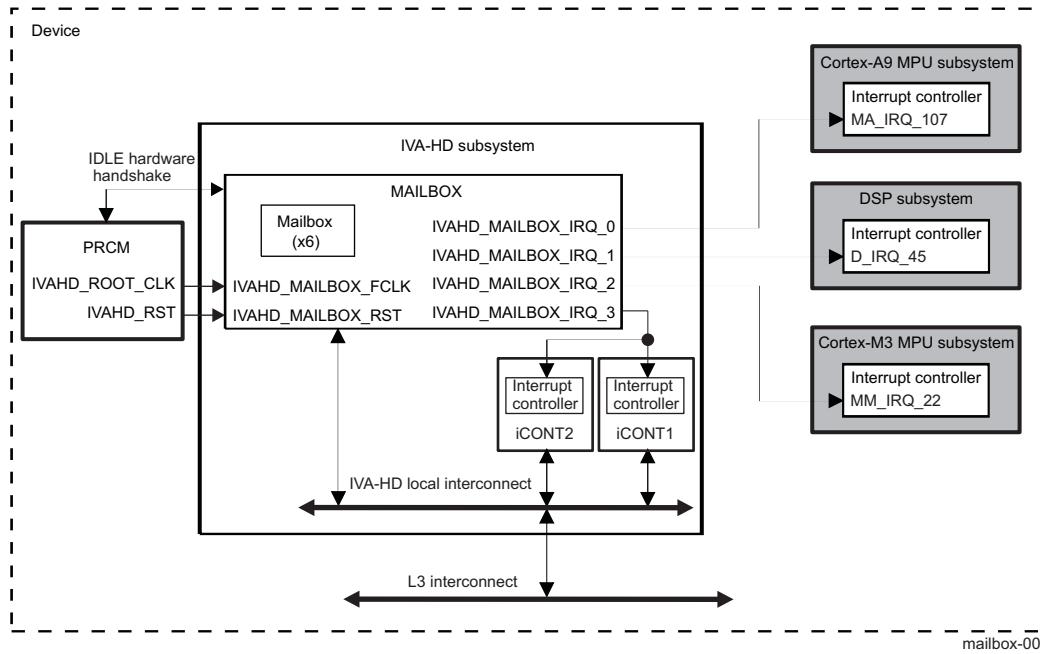 Device
Cortex-A9 MPU subsystem
Interrupt controller
MA_IRQ_107
IVA-HD subsystem
IDLE hardware
handshake
MAILBOX
Mailbox
(x6)
IVAHD_MAILBOX_IRQ_0
IVAHD_MAILBOX_IRQ_1
IVAHD_MAILBOX_IRQ_2
IVAHD_MAILBOX_IRQ_3
DSP subsystem
Interrupt controller
D_IRQ_45
PRCM
IVAHD_ROOT_CLK
IVAHD_RST
IVAHD_MAILBOX_FCLK
IVAHD_MAILBOX_RST
Cortex-M3 MPU subsystem
Interrupt controller
MM_IRQ_22
Interrupt
controller
iCONT2
Interrupt
controller
iCONT1
IVA-HD local interconnect
L3 interconnect
mailbox-00